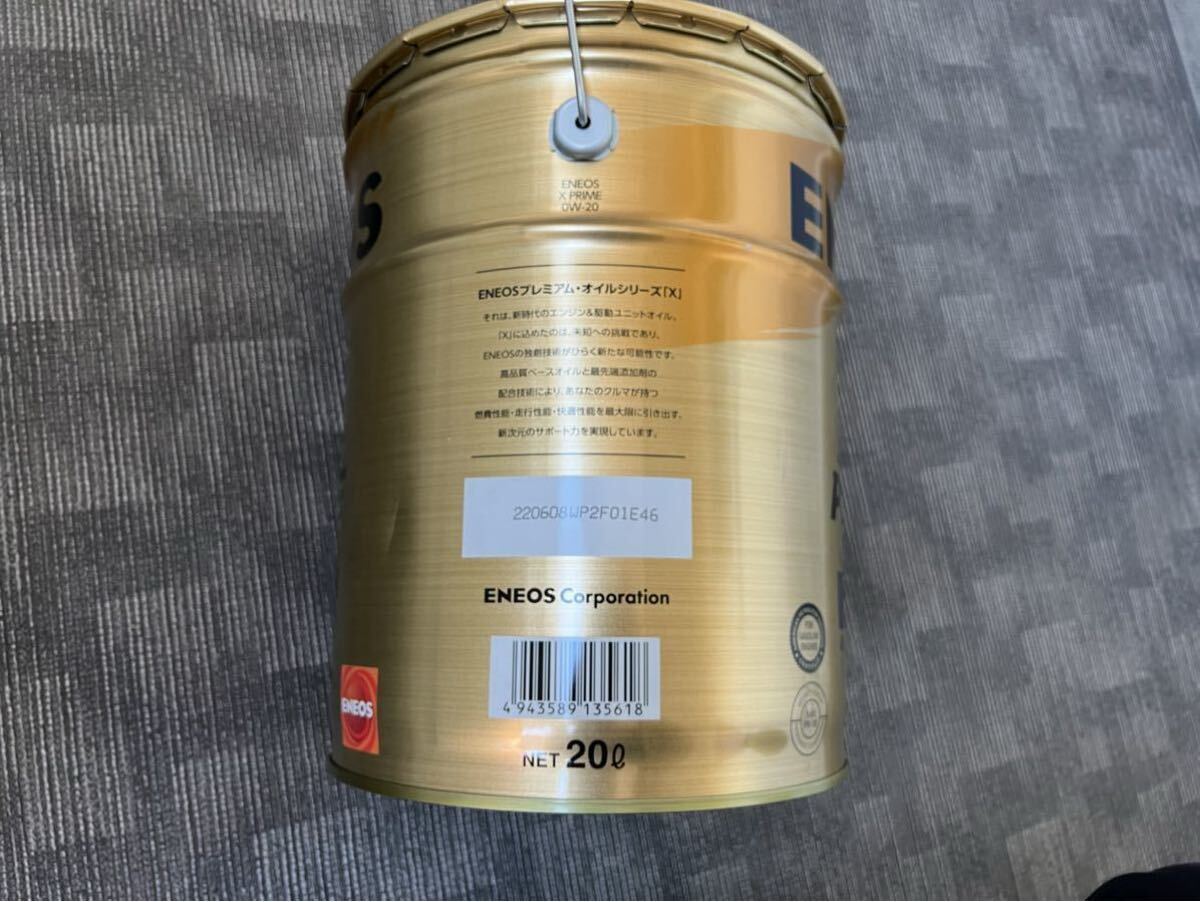 ENEOS
X PRIME
0W-20
S
EN
ENEOSプレミアム・オイルシリーズ「X」
それは、新時代のエンジン&駆動ユニットオイル。
「X」に込めたのは、未知への挑戦であり、
ENEOSの独創技術がひらく新たな可能性です。
高品質ベースオイルと最先端添加剤の
配合技術により、あなたのクルマが持つ
燃費性能・走行性能・快適性能を最大限に引き出す、
新次元のサポート力を実現しています。
220608WP2F01E46
ENEOS Corporation
ENEOS
4 943589 135618
NET 20ℓ